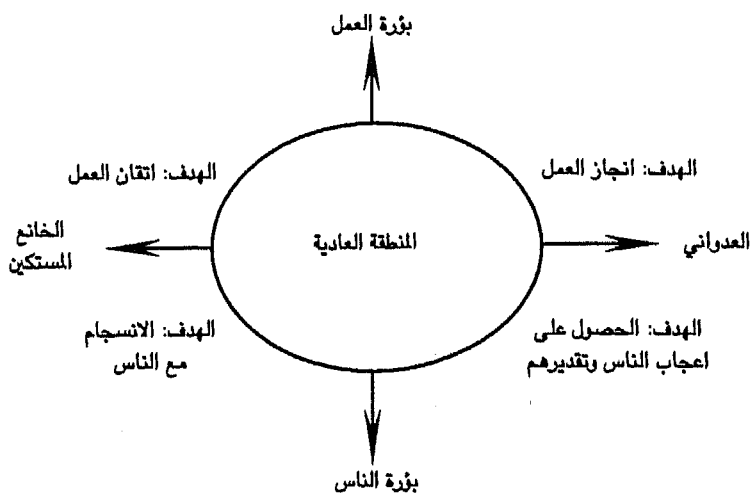 بؤرة العمل
الهدف: انجاز العمل
الهدف: اتقان العمل
العدواني
المنطقة العادية
الخانع
المستكين
الهدف: الحصول على
اعجاب الناس وتقديرهم
الهدف: الانسجام
مع الناس
بؤرة الناس